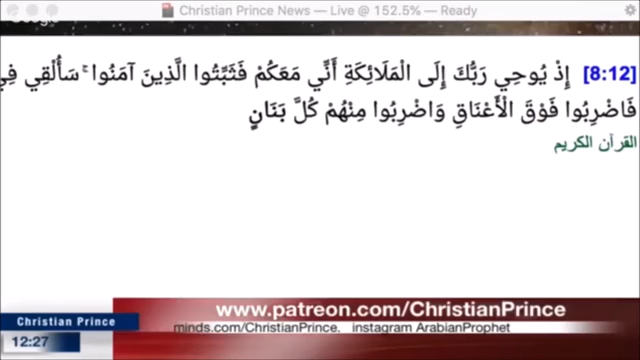 Christian Prince News — Live @ 152.5% — Ready
[8:12] إِذْ يُوحِي رَبُّكَ إِلَى الْمَلَائِكَةِ أَنِّي مَعَكُمْ فَثَبِّتُوا الَّذِينَ آمَنُوا ۚ سَأُلْقِي فِي
فَاضْرِبُوا فَوْقَ الْأَعْنَاقِ وَاضْرِبُوا مِنْهُمْ كُلَّ بَنَانٍ
القرآن الكريم
www.patreon.com/ChristianPrince
Christian Prince
minds.com/ChristianPrince. instagram ArabianProphet
12:27